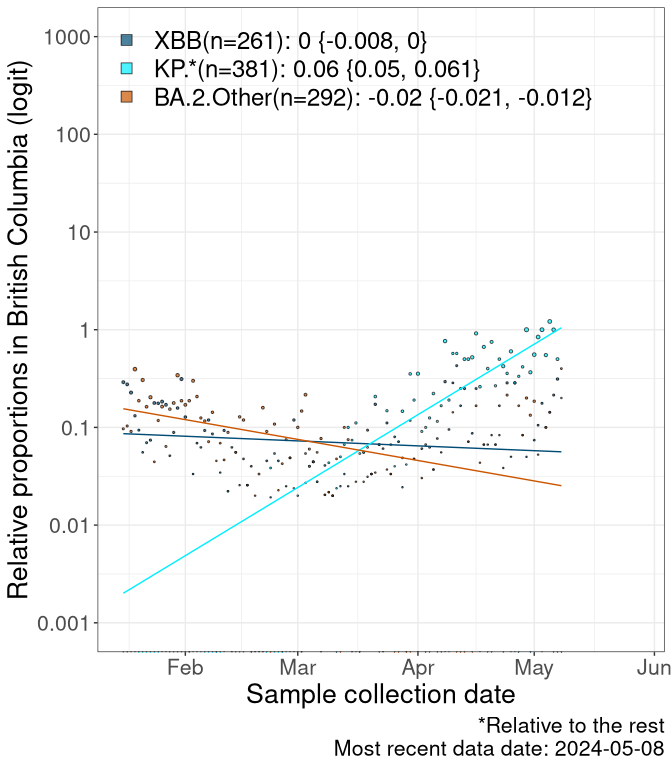 XBB(n=261): 0 {-0.008, 0}
KP.*(n=381): 0.06 {0.05, 0.061}
BA.2.Other(n=292): -0.02 {-0.021, -0.012}
Relative proportions in British Columbia (logit)
1000
100
10
1
0.1
0.01
0.001
Feb Mar Apr May Jun
Sample collection date
*Relative to the rest
Most recent data date: 2024-05-08